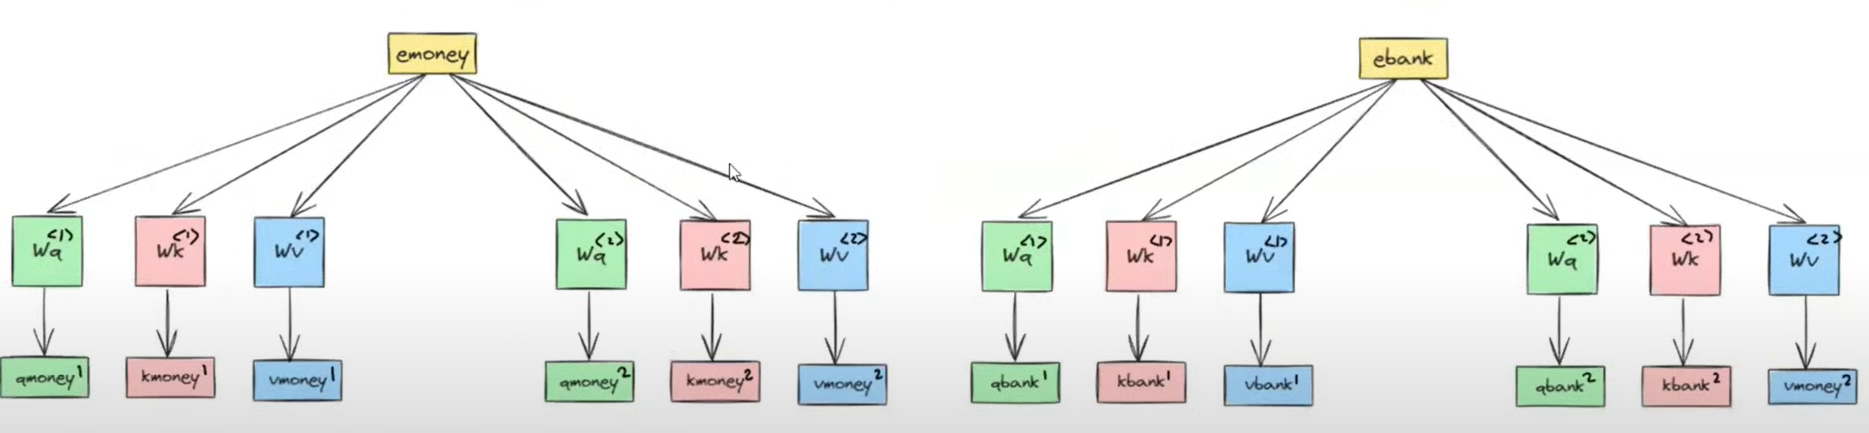 emoney
ebank
Wq<1>
Wk<1>
Wv<1>
Wq<2>
Wk<2>
Wv<2>
Wq<1>
Wk<1>
Wv<1>
Wq<2>
Wk<2>
Wv<2>
qmoney1
kmoney1
vmoney1
qmoney2
kmoney2
vmoney2
qbank1
kbank1
vbank1
qbank2
kbank2
vmoney2